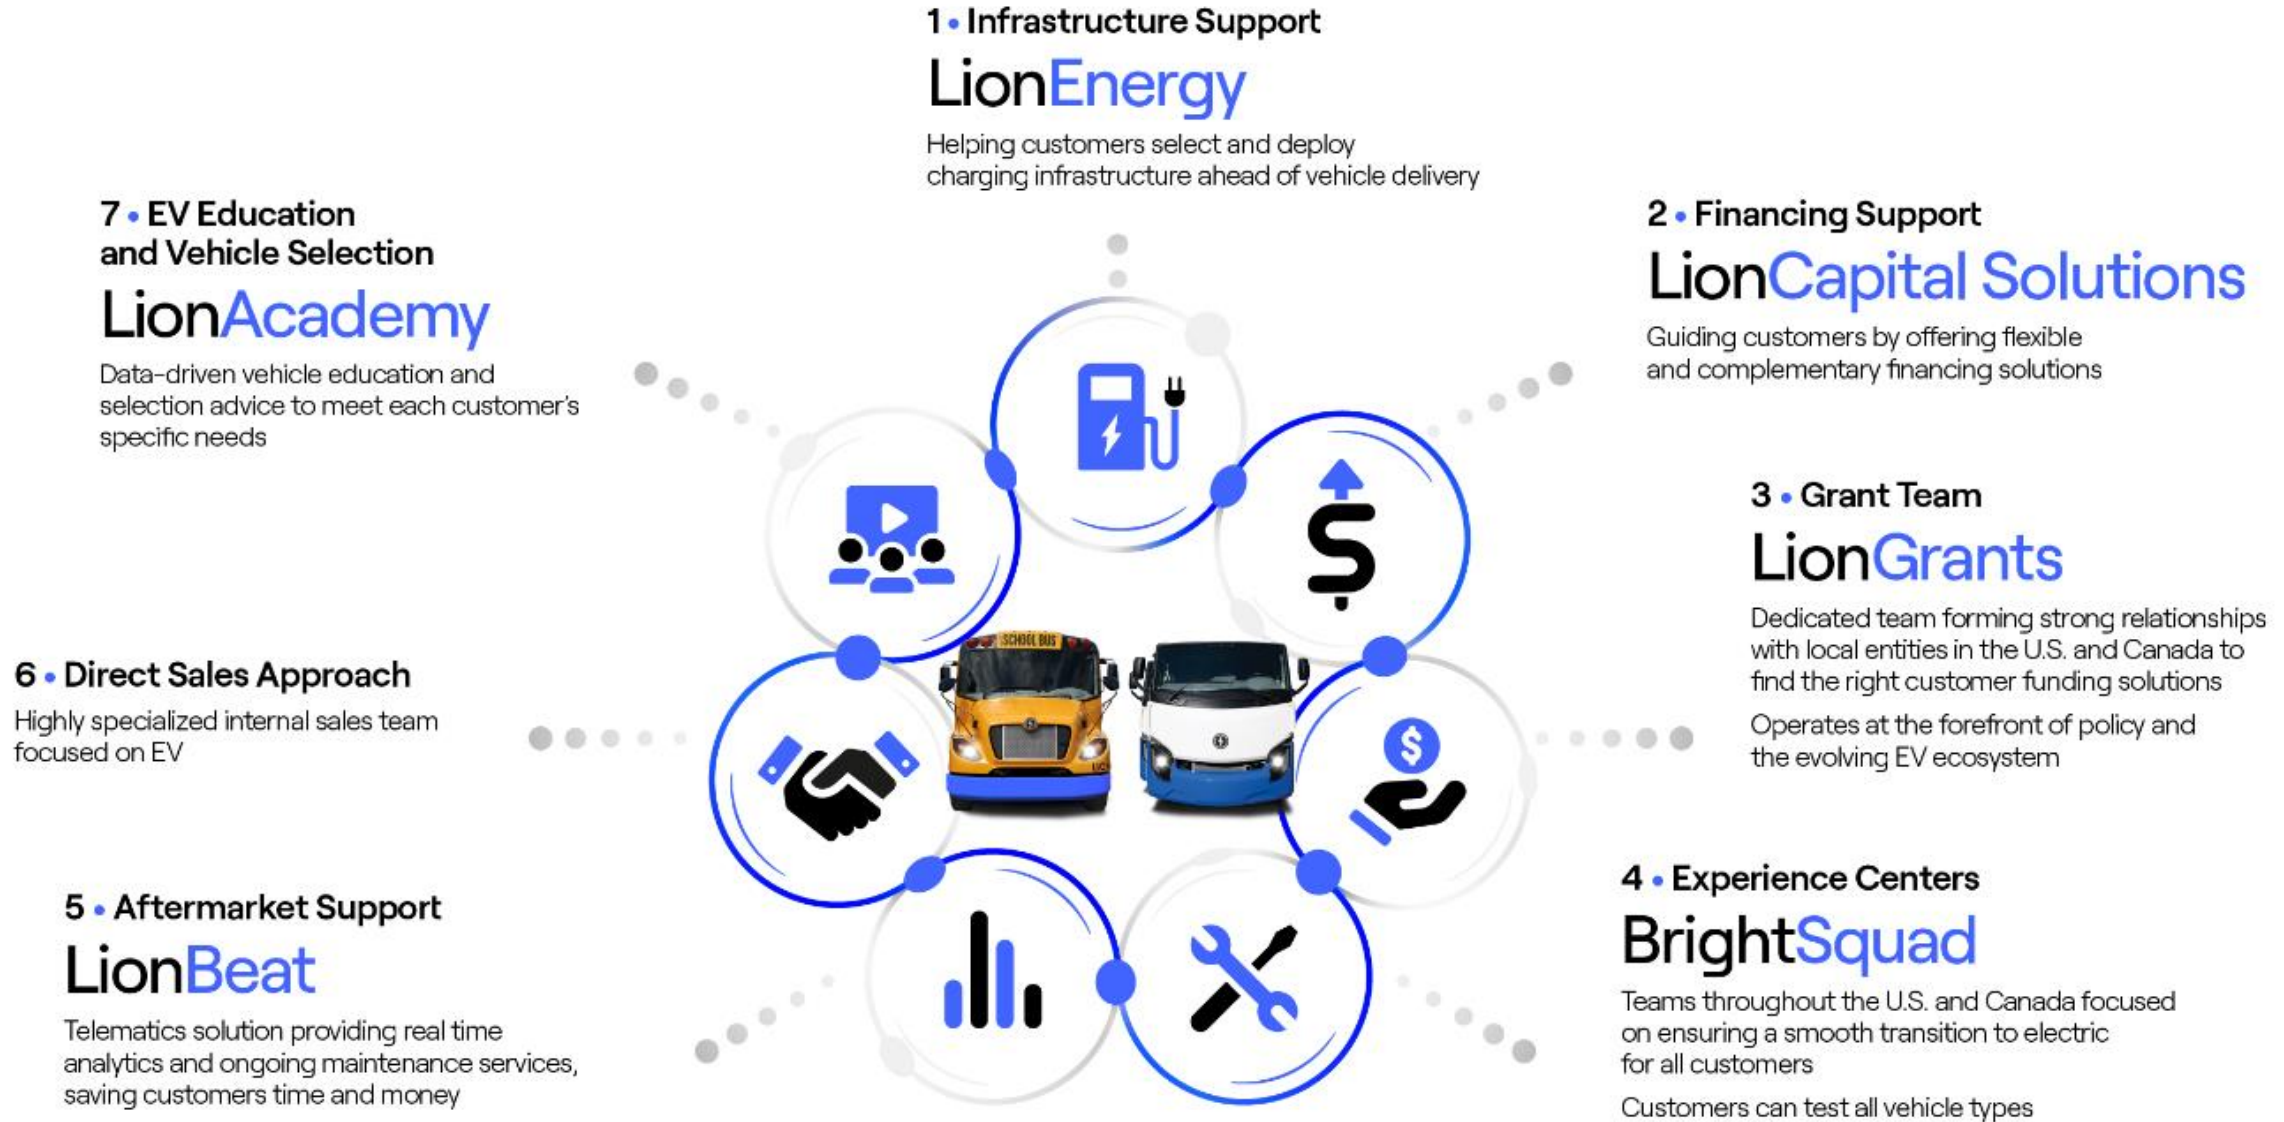 1 • Infrastructure Support
LionEnergy
Helping customers select and deploy
charging infrastructure ahead of vehicle delivery
2 • Financing Support
LionCapital Solutions
Guiding customers by offering flexible
and complementary financing solutions
3 • Grant Team
LionGrants
Dedicated team forming strong relationships
with local entities in the U.S. and Canada to
find the right customer funding solutions
Operates at the forefront of policy and
the evolving EV ecosystem
4 • Experience Centers
BrightSquad
Teams throughout the U.S. and Canada focused
on ensuring a smooth transition to electric
for all customers
Customers can test all vehicle types
5 • Aftermarket Support
LionBeat
Telematics solution providing real time
analytics and ongoing maintenance services,
saving customers time and money
6 • Direct Sales Approach
Highly specialized internal sales team
focused on EV
7 • EV Education
and Vehicle Selection
LionAcademy
Data-driven vehicle education and
selection advice to meet each customer's
specific needs
SCHOOL BUS